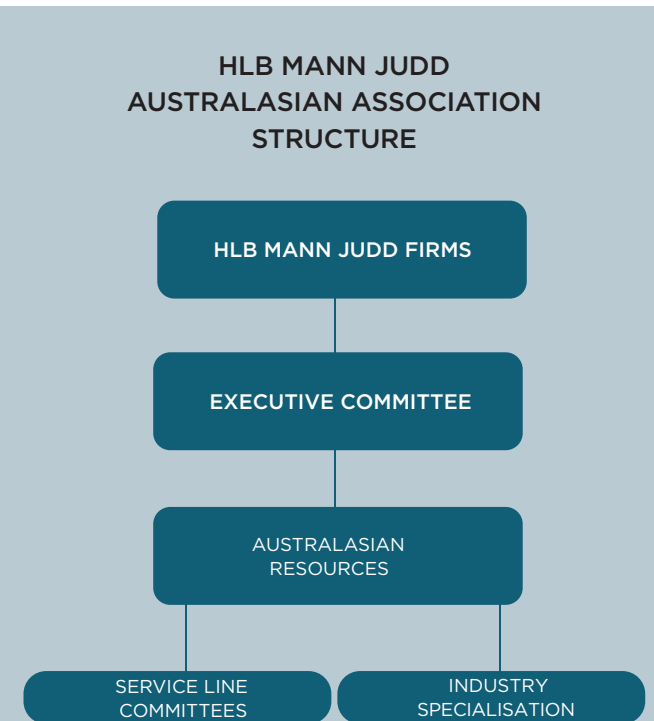 HLB MANN JUDD
AUSTRALASIAN ASSOCIATION
STRUCTURE
HLB MANN JUDD FIRMS
EXECUTIVE COMMITTEE
AUSTRALASIAN
RESOURCES
SERVICE LINE
COMMITTEES
INDUSTRY
SPECIALISATION